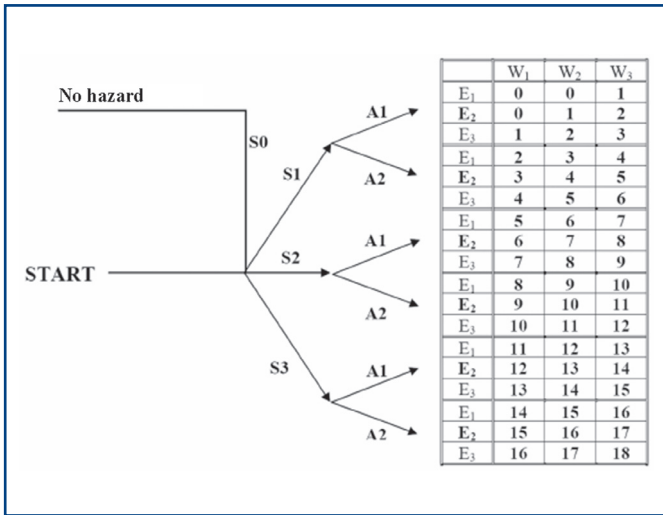 W₁ W₂ W₃
No hazard
E₁ 0 0 1
A1 E₂ 0 1 2
S0 E₃ 1 2 3
E₁ 2 3 4
S1 A2 E₂ 3 4 5
E₃ 4 5 6
E₁ 5 6 7
A1 E₂ 6 7 8
S2 E₃ 7 8 9
START
E₁ 8 9 10
A2 E₂ 9 10 11
E₃ 10 11 12
E₁ 11 12 13
S3 A1 E₂ 12 13 14
E₃ 13 14 15
E₁ 14 15 16
A2 E₂ 15 16 17
E₃ 16 17 18